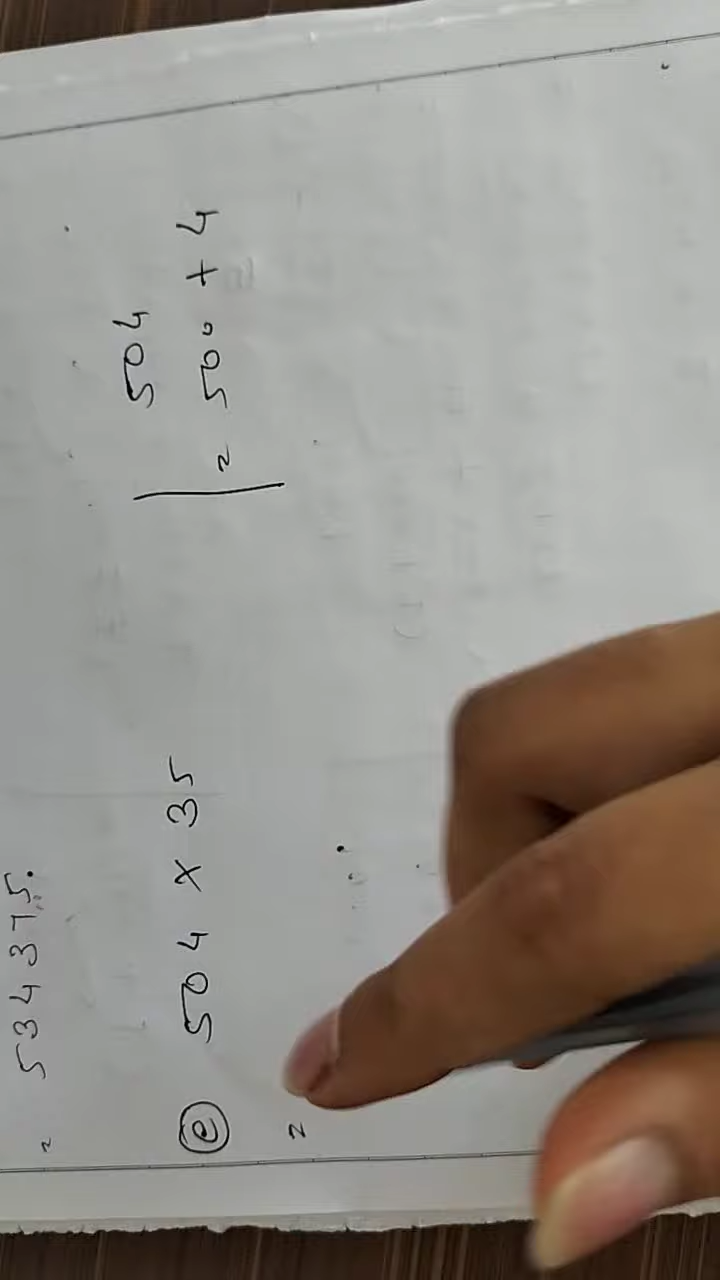 = 534375.
(e) 504 × 35
504
= 500 + 4
=